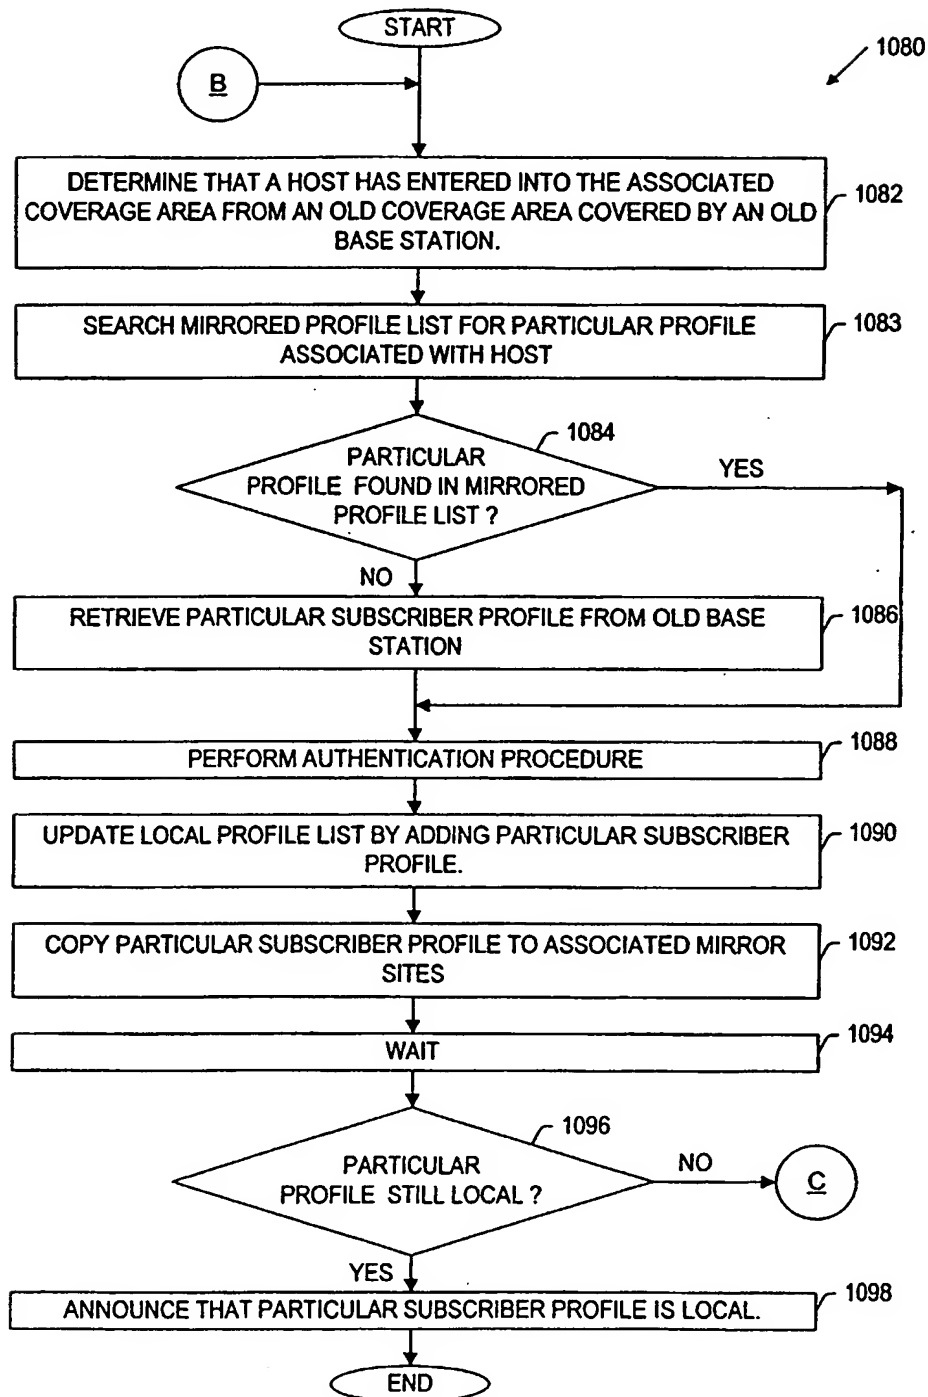 START
1080
B
DETERMINE THAT A HOST HAS ENTERED INTO THE ASSOCIATED
COVERAGE AREA FROM AN OLD COVERAGE AREA COVERED BY AN OLD
BASE STATION.
1082
SEARCH MIRRORED PROFILE LIST FOR PARTICULAR PROFILE
ASSOCIATED WITH HOST
1083
1084
PARTICULAR
PROFILE FOUND IN MIRRORED
PROFILE LIST ?
YES
NO
RETRIEVE PARTICULAR SUBSCRIBER PROFILE FROM OLD BASE
STATION
1086
PERFORM AUTHENTICATION PROCEDURE
1088
UPDATE LOCAL PROFILE LIST BY ADDING PARTICULAR SUBSCRIBER
PROFILE.
1090
COPY PARTICULAR SUBSCRIBER PROFILE TO ASSOCIATED MIRROR
SITES
1092
WAIT
1094
1096
PARTICULAR
PROFILE STILL LOCAL ?
NO
C
YES
ANNOUNCE THAT PARTICULAR SUBSCRIBER PROFILE IS LOCAL.
1098
END